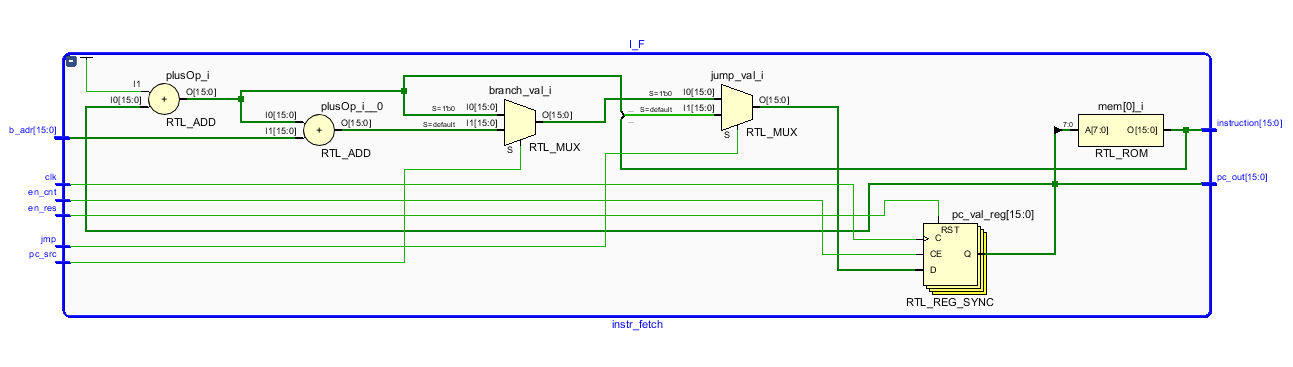 I_F
plusOp_i
I1
I0[15:0]
O[15:0]
+
RTL_ADD
plusOp_i__0
I0[15:0]
I1[15:0]
O[15:0]
+
RTL_ADD
branch_val_i
S=1'b0
I0[15:0]
S=default
I1[15:0]
O[15:0]
S
RTL_MUX
jump_val_i
S=1'b0
I0[15:0]
...
S=default
I1[15:0]
...
O[15:0]
S
RTL_MUX
mem[0]_i
7:0
A[7:0]
O[15:0]
RTL_ROM
instruction[15:0]
pc_out[15:0]
b_adr[15:0]
clk
en_cnt
en_res
jmp
pc_src
pc_val_reg[15:0]
RST
C
CE
Q
D
RTL_REG_SYNC
instr_fetch